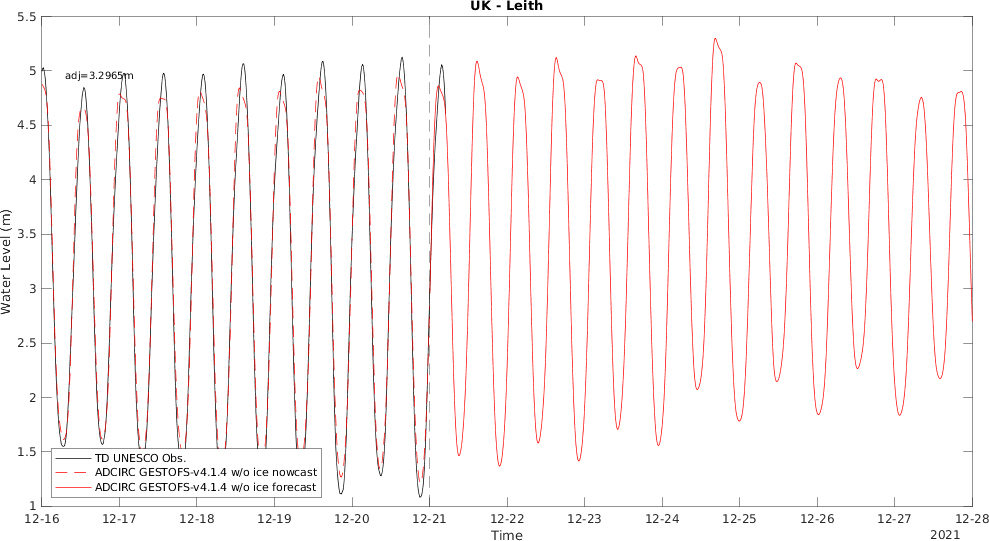 UK - Leith
5.5
5
4.5
4
3.5
3
2.5
2
1.5
1
Water Level (m)
adj=3.2965m
TD UNESCO Obs.
ADCIRC GESTOFS-v4.1.4 w/o ice nowcast
ADCIRC GESTOFS-v4.1.4 w/o ice forecast
12-16 12-17 12-18 12-19 12-20 12-21 12-22 12-23 12-24 12-25 12-26 12-27 12-28
Time
2021